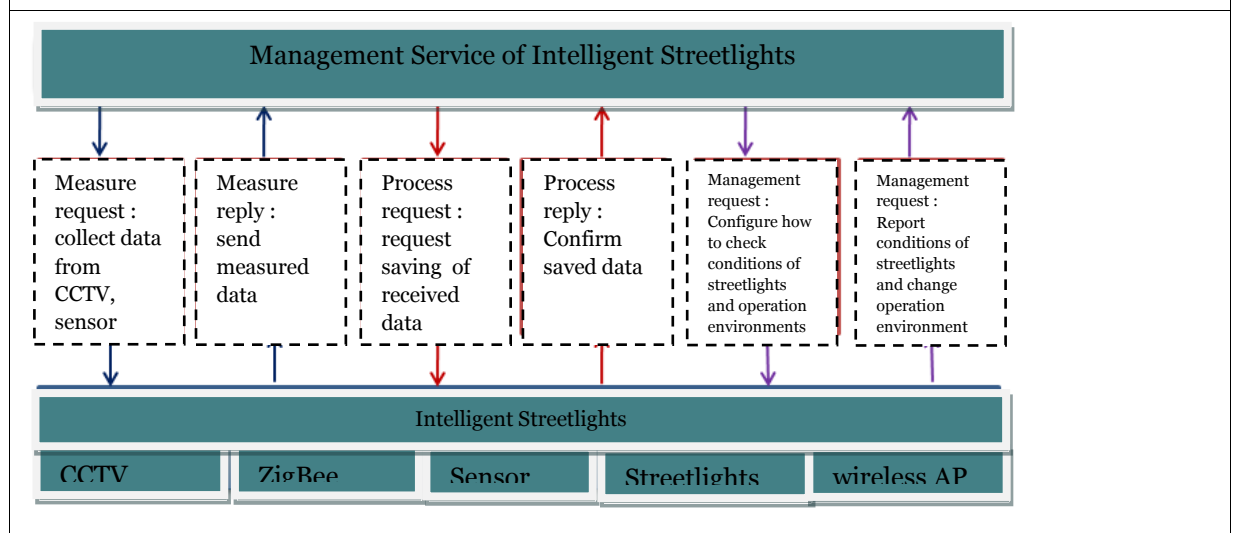 Management Service of Intelligent Streetlights
Measure
request :
collect data
from
CCTV,
sensor
Measure
reply :
send
measured
data
Process
request :
request
saving of
received
data
Process
reply :
Confirm
saved data
Management
request :
Configure how
to check
conditions of
streetlights
and operation
environments
Management
request :
Report
conditions of
streetlights
and change
operation
environment
Intelligent Streetlights
CCTV
ZigBee
Sensor
Streetlights
wireless AP